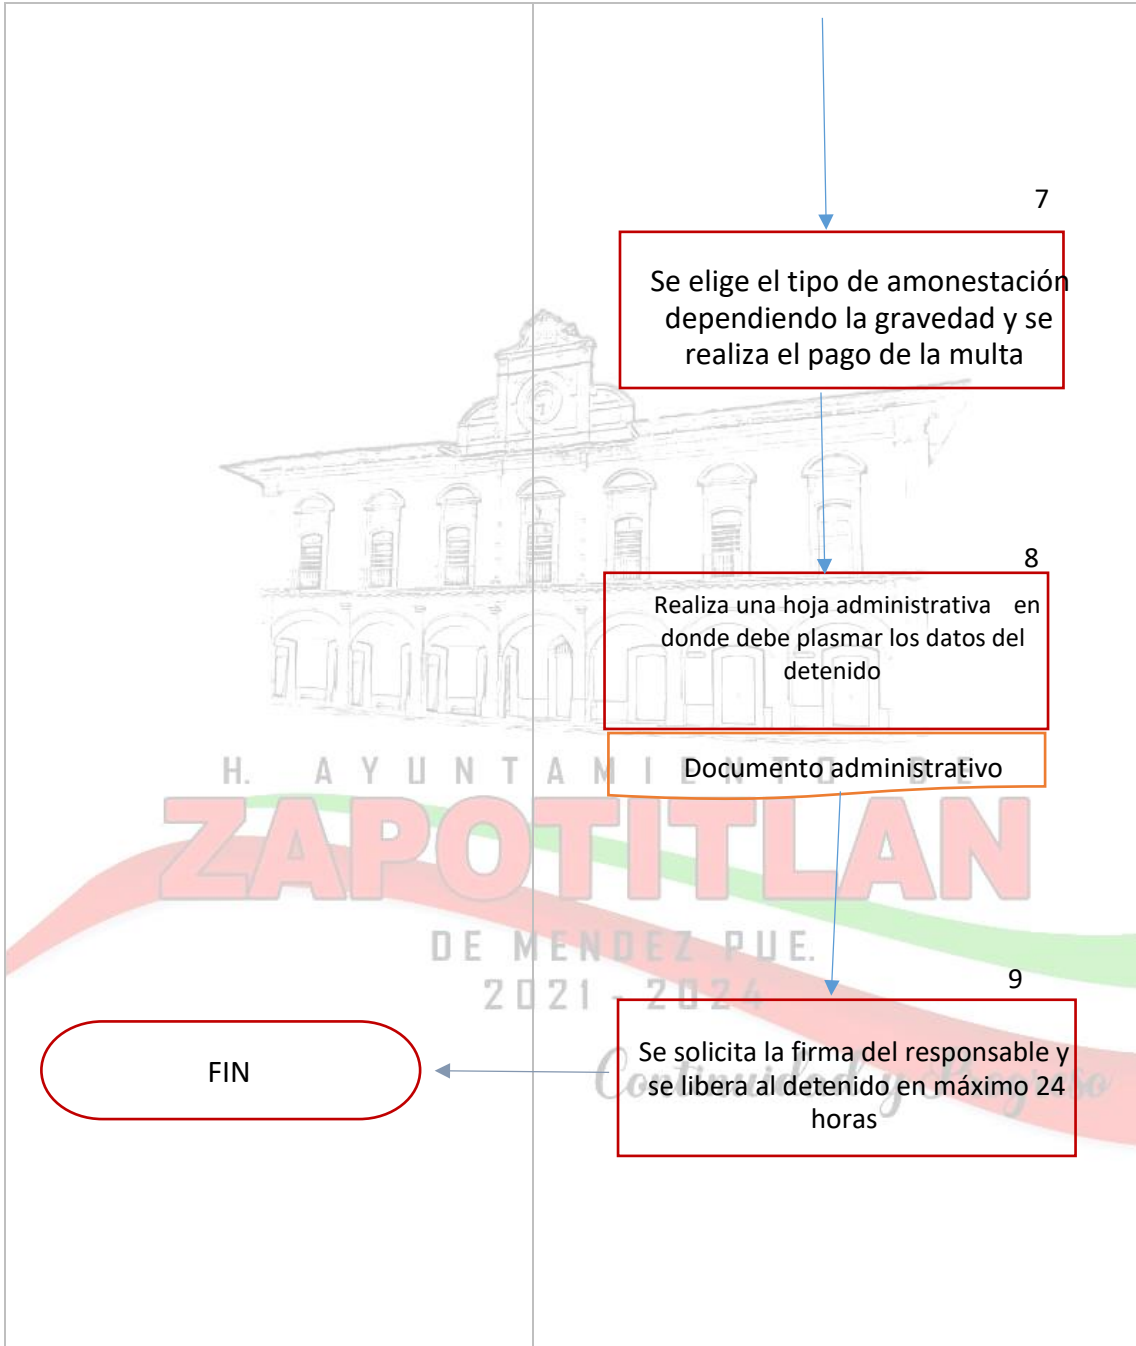 7
Se elige el tipo de amonestación
dependiendo la gravedad y se
realiza el pago de la multa
8
Realiza una hoja administrativa en
donde debe plasmar los datos del
detenido
Documento administrativo
H. AYUNTAMIENTO DE
ZAPOTITLAN
DE MENDEZ PUE.
2021 - 2024
Continuidad y Progreso
9
Se solicita la firma del responsable y
se libera al detenido en máximo 24
horas
FIN